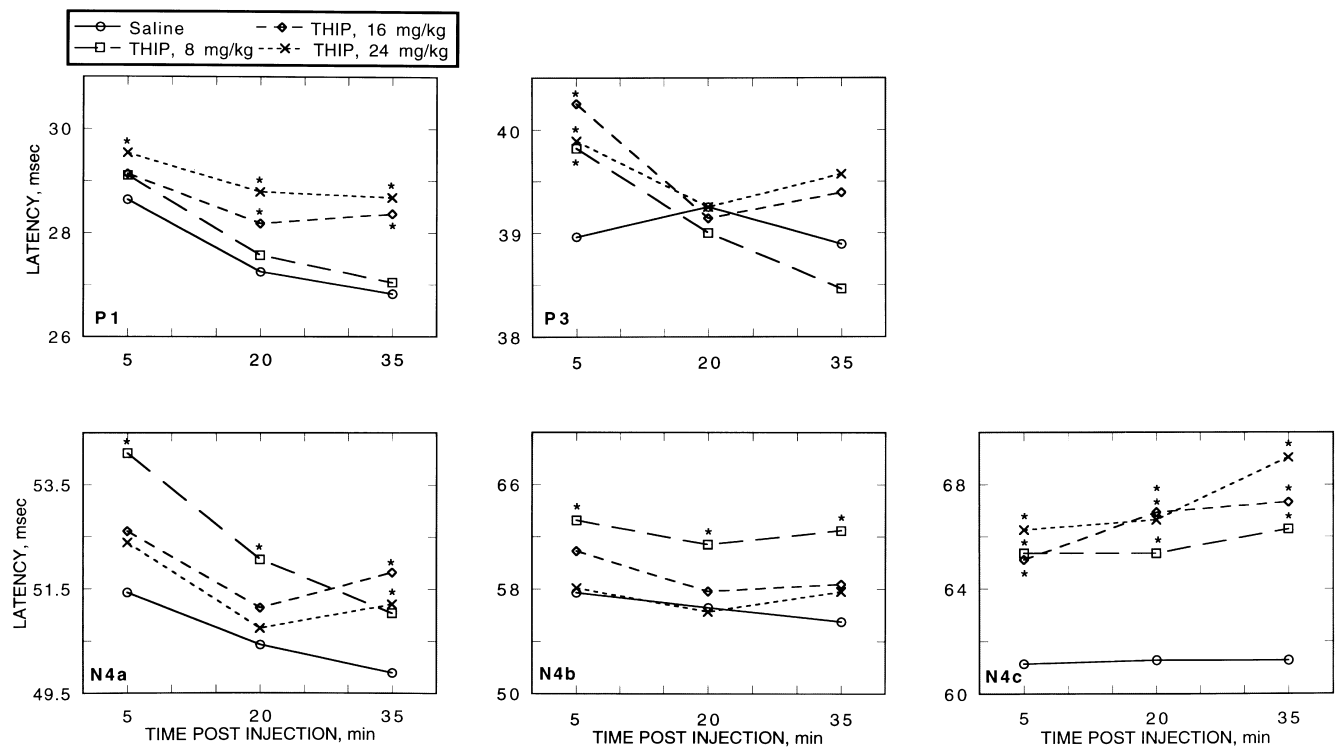 Saline
THIP, 8 mg/kg
THIP, 16 mg/kg
THIP, 24 mg/kg
LATENCY, msec
30
28
26
P1
5 20 35
* * * * *
40
39
38
P3
5 20 35
* * *
LATENCY, msec
53.5
51.5
49.5
N4a
5 20 35
TIME POST INJECTION, min
* * * *
66
58
50
N4b
5 20 35
TIME POST INJECTION, min
* * *
68
64
60
N4c
5 20 35
TIME POST INJECTION, min
* * * * * * * * *